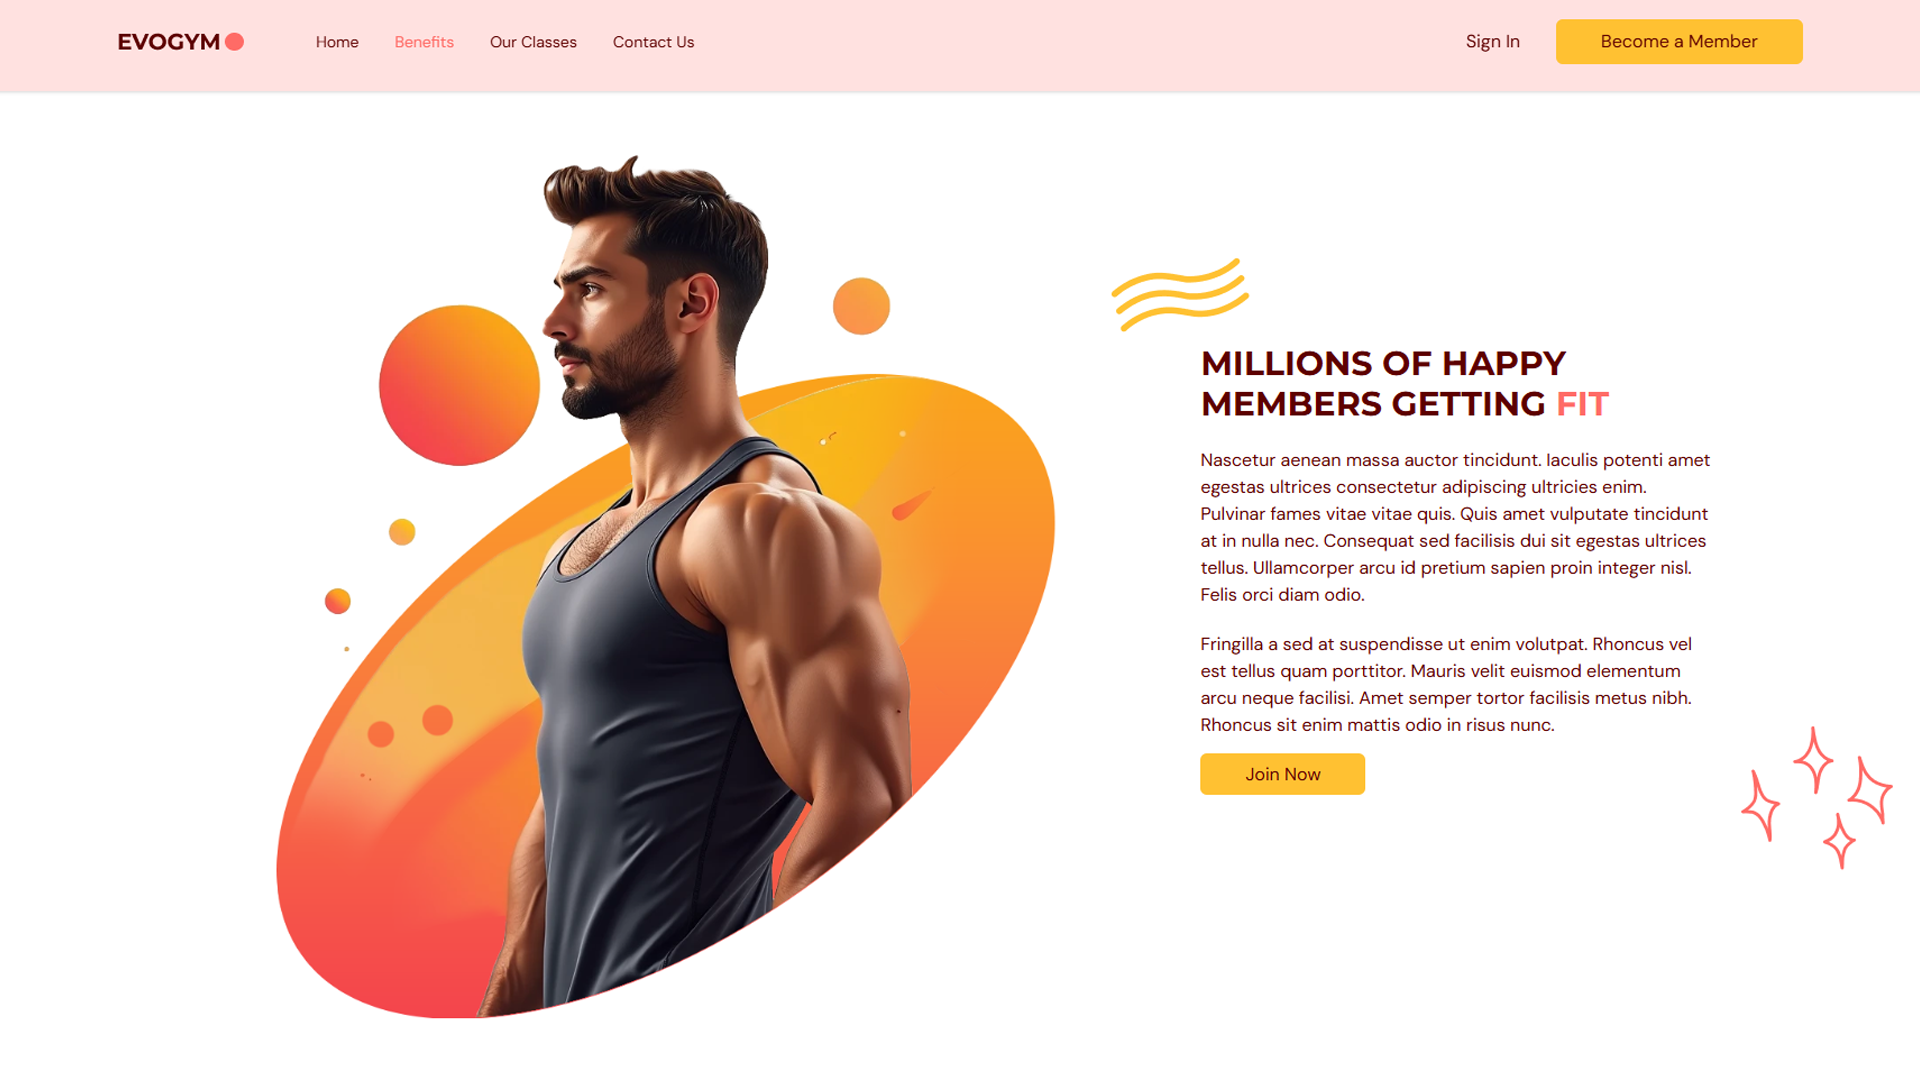 EVOGYM
Home
Benefits
Our Classes
Contact Us
Sign In
Become a Member
MILLIONS OF HAPPY
MEMBERS GETTING FIT
Nascetur aenean massa auctor tincidunt. Iaculis potenti amet
egestas ultrices consectetur adipiscing ultricies enim.
Pulvinar fames vitae vitae quis. Quis amet vulputate tincidunt
at in nulla nec. Consequat sed facilisis dui sit egestas ultrices
tellus. Ullamcorper arcu id pretium sapien proin integer nisl.
Felis orci diam odio.
Fringilla a sed at suspendisse ut enim volutpat. Rhoncus vel
est tellus quam porttitor. Mauris velit euismod elementum
arcu neque facilisi. Amet semper tortor facilisis metus nibh.
Rhoncus sit enim mattis odio in risus nunc.
Join Now